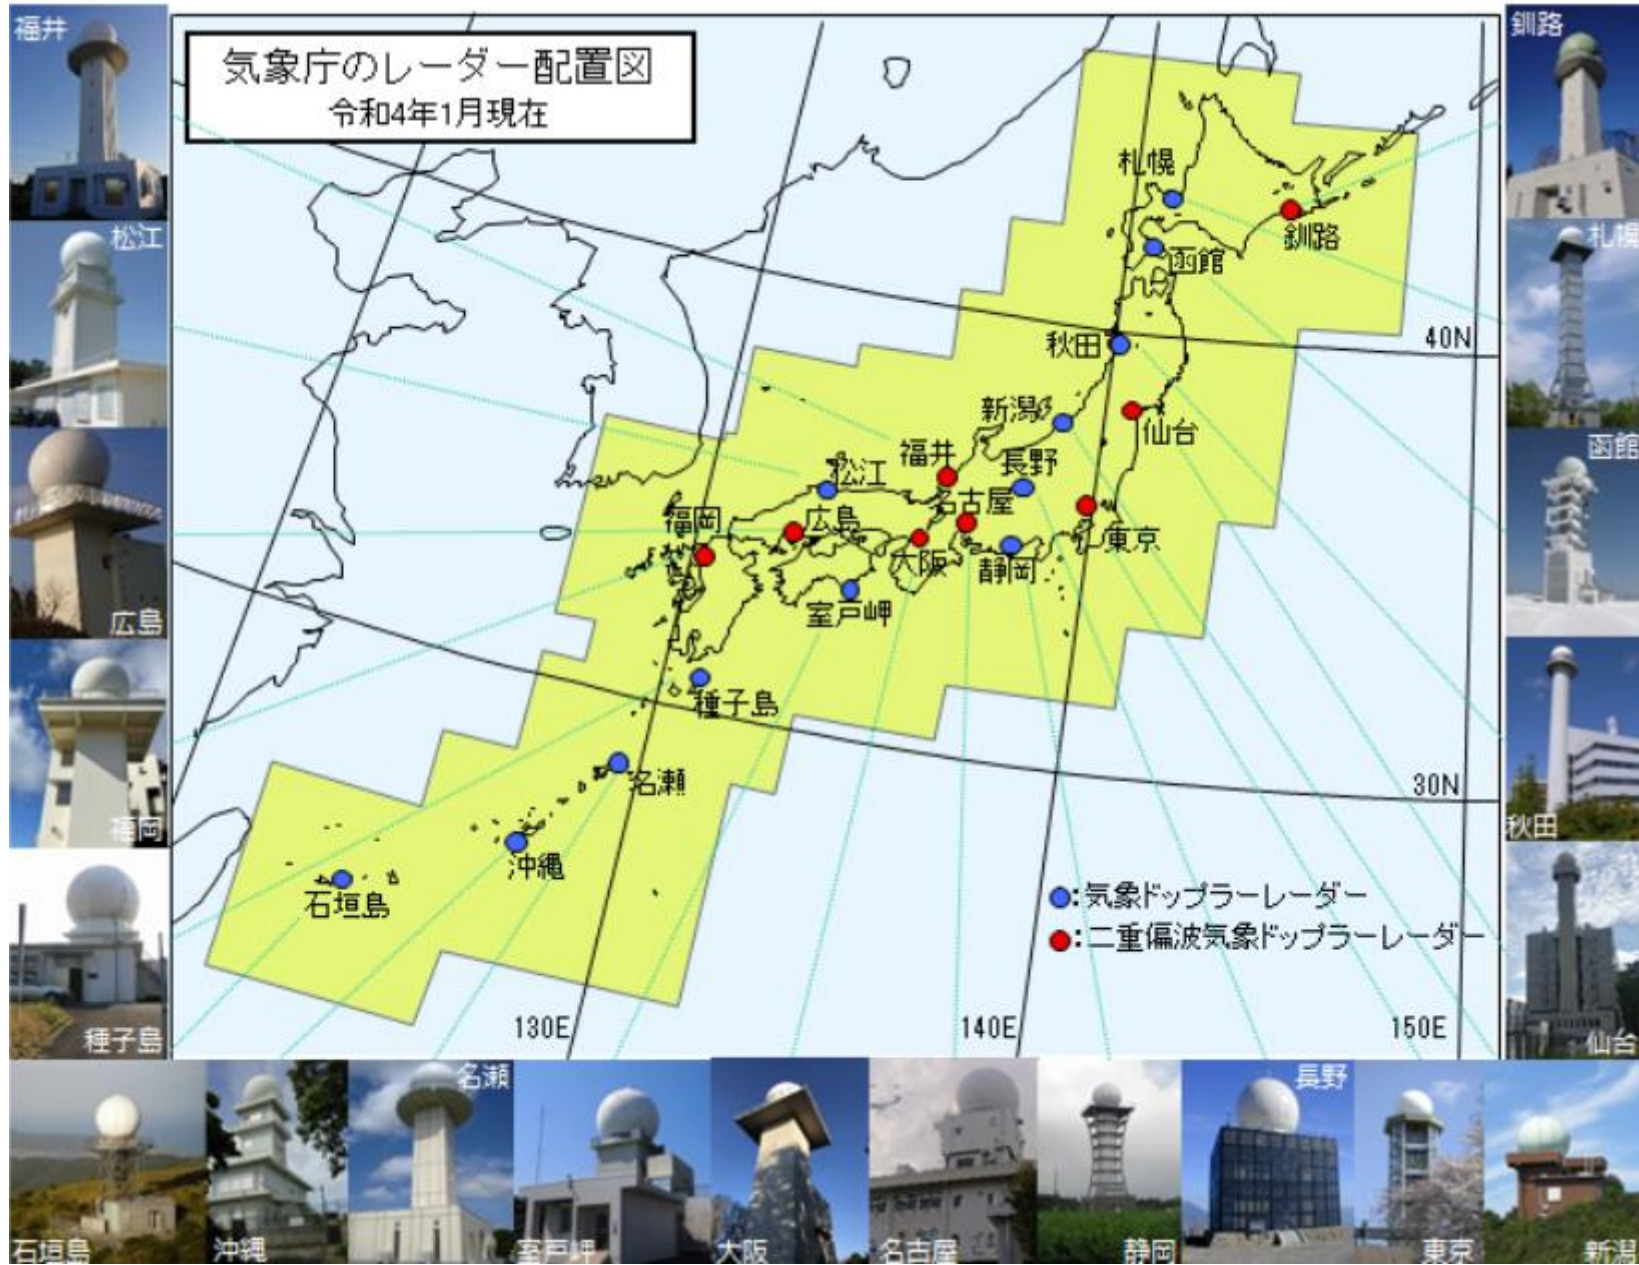 気象庁のレーダー配置図
令和4年1月現在
福井
松江
広島
福岡
種子島
釧路
札幌
函館
秋田
仙台
札幌
釧路
函館
40N
秋田
新潟
仙台
福井
長野
松江
名古屋
福岡
広島
東京
大阪
静岡
室戸岬
種子島
30N
名瀬
沖縄
石垣島
:気象ドップラーレーダー
:二重偏波気象ドップラーレーダー
130E
140E
150E
名瀬
長野
石垣島
沖縄
室戸岬
大阪
名古屋
静岡
東京
新潟